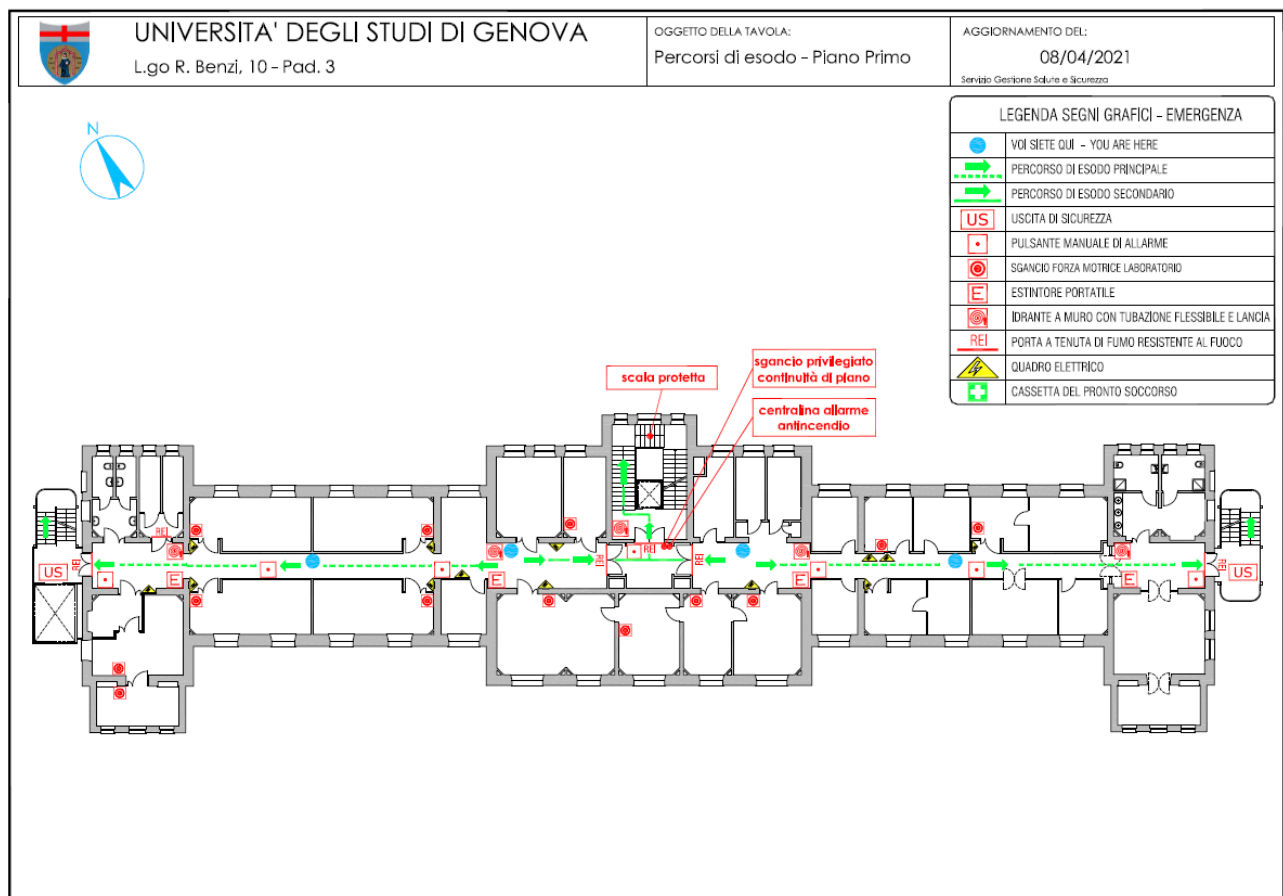 UNIVERSITA' DEGLI STUDI DI GENOVA
L.go R. Benzi, 10 - Pad. 3
OGGETTO DELLA TAVOLA:
Percorsi di esodo - Piano Primo
AGGIORNAMENTO DEL:
08/04/2021
Servizio Gestione Salute e Sicurezza
N
LEGENDA SEGNI GRAFICI - EMERGENZA
VOI SIETE QUI - YOU ARE HERE
PERCORSO DI ESODO PRINCIPALE
PERCORSO DI ESODO SECONDARIO
US USCITA DI SICUREZZA
PULSANTE MANUALE DI ALLARME
SGANCIO FORZA MOTRICE LABORATORIO
E ESTINTORE PORTATILE
IDRANTE A MURO CON TUBAZIONE FLESSIBILE E LANCIA
REI PORTA A TENUTA DI FUMO RESISTENTE AL FUOCO
QUADRO ELETTRICO
CASSETTA DEL PRONTO SOCCORSO
scala protetta
sgancio privilegiato
continuità di piano
centralina allarme
antincendio
REI
US
REI
E
E
REI
REI
REI
E
E
REI
US